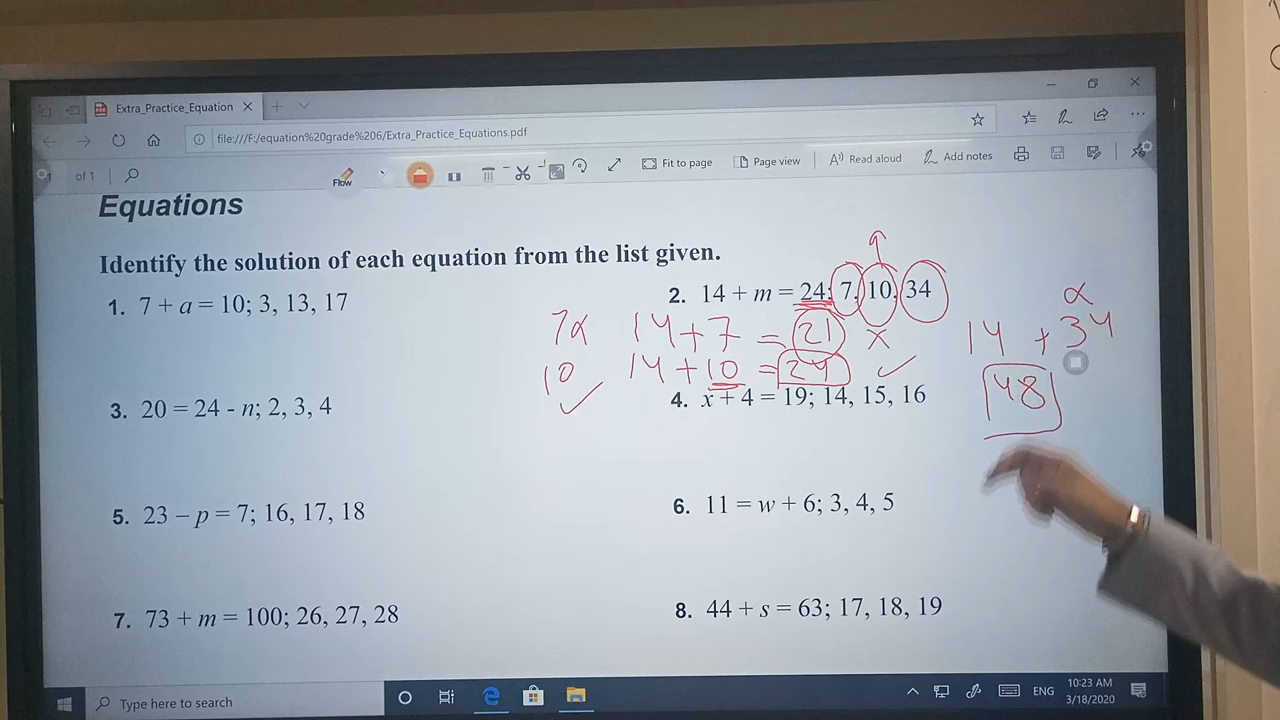 Extra_Practice_Equation
file:///F:/equation%20grade%206/Extra_Practice_Equations.pdf
of 1
Flow
Fit to page
Page view
Read aloud
Add notes
Equations
Identify the solution of each equation from the list given.
1. 7 + a = 10; 3, 13, 17
2. 14 + m = 24; 7, 10, 34
14 + 7 = 21 x
14 + 10 = 24 ✓
10 ✓
14 + 34
48
3. 20 = 24 - n; 2, 3, 4
4. x + 4 = 19; 14, 15, 16
5. 23 – p = 7; 16, 17, 18
6. 11 = w + 6; 3, 4, 5
7. 73 + m = 100; 26, 27, 28
8. 44 + s = 63; 17, 18, 19
Type here to search
ENG
10:23 AM
3/18/2020